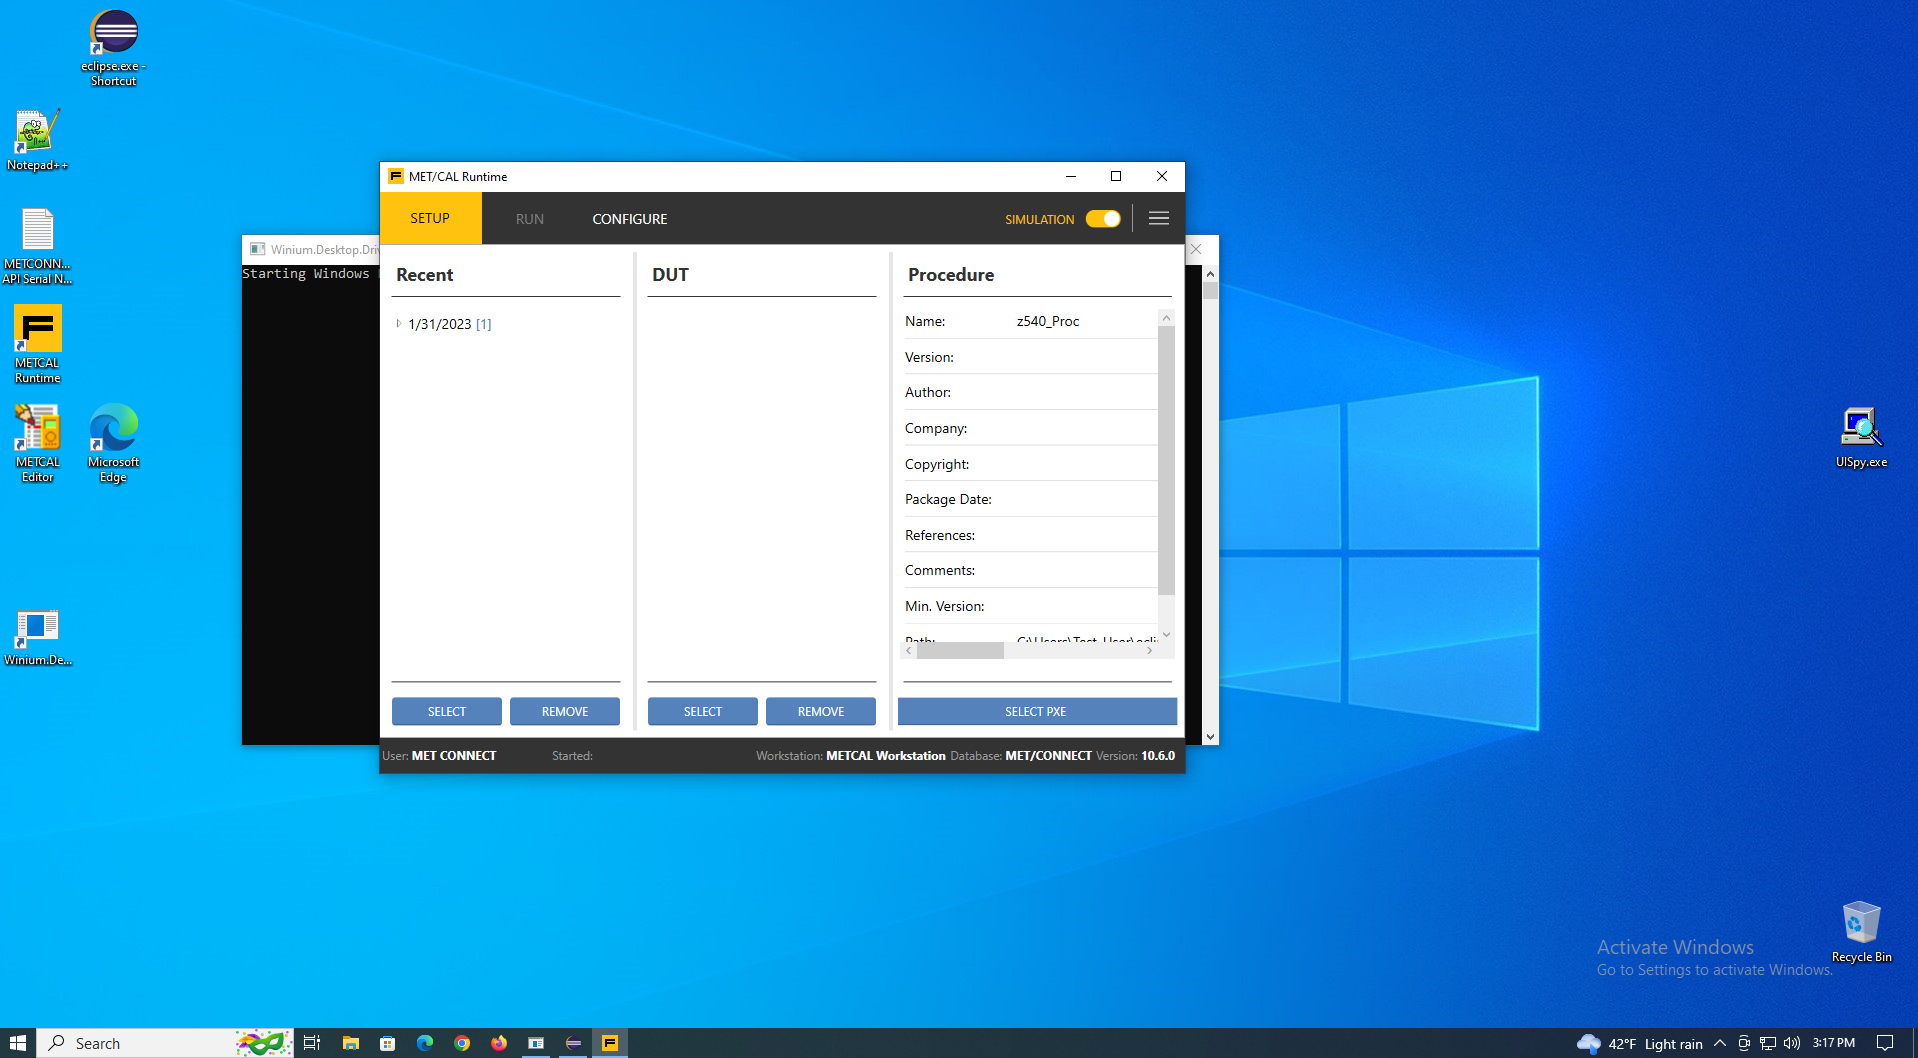 eclipse.exe -
Shortcut
Notepad++
METCONN...
API Serial N...
METCAL
Runtime
METCAL
Editor
Microsoft
Edge
Winium.De...
UISpy.exe
Recycle Bin
Winium.Desktop.Dri
Starting Windows
MET/CAL Runtime
SETUP
RUN
CONFIGURE
SIMULATION
Recent
1/31/2023 [1]
SELECT
REMOVE
DUT
SELECT
REMOVE
Procedure
Name: z540_Proc
Version:
Author:
Company:
Copyright:
Package Date:
References:
Comments:
Min. Version:
Path: C:\Users\Test_User\ecli
SELECT PXE
User: MET CONNECT
Started:
Workstation: METCAL Workstation Database: MET/CONNECT Version: 10.6.0
Activate Windows
Go to Settings to activate Windows.
Search
42°F Light rain
3:17 PM